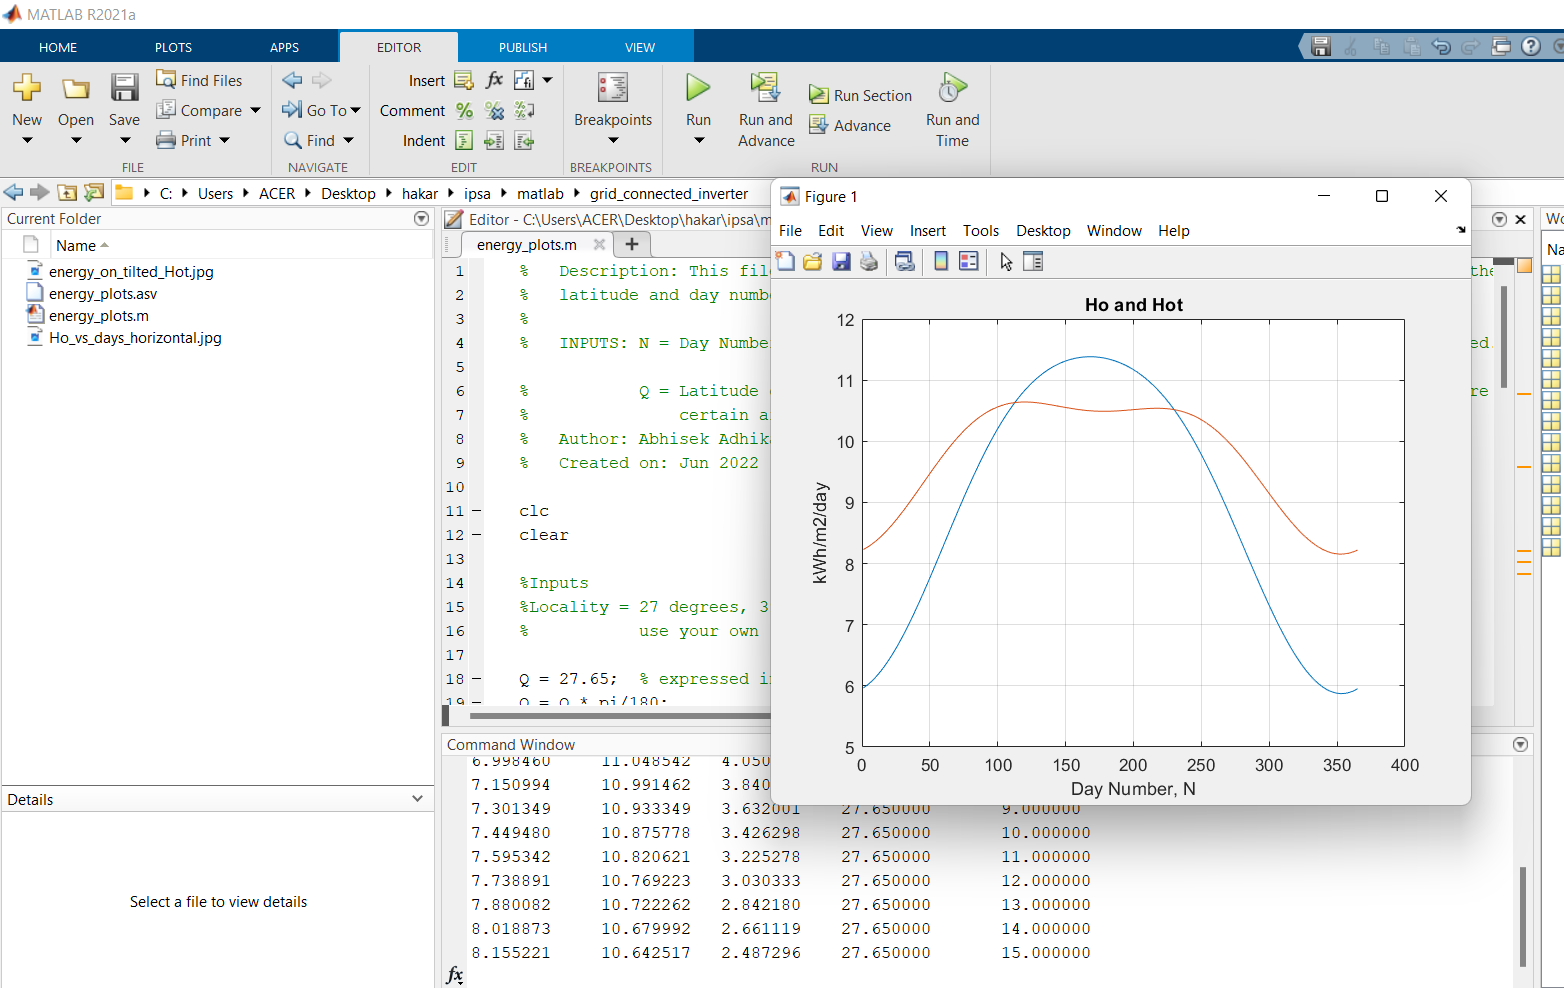 MATLAB R2021a
HOME PLOTS APPS EDITOR PUBLISH VIEW
New Open Save Find Files Compare Print
FILE
Go To Find
NAVIGATE
Insert fx fi
Comment
Indent
EDIT
Breakpoints
BREAKPOINTS
Run Run and Advance Run Section Advance Run and Time
RUN
C: Users ACER Desktop hakar ipsa matlab grid_connected_inverter
Current Folder
Name
energy_on_tilted_Hot.jpg
energy_plots.asv
energy_plots.m
Ho_vs_days_horizontal.jpg
Details
Select a file to view details
Editor - C:\Users\ACER\Desktop\hakar\ipsa\m
energy_plots.m
1 % Description: This fil
2 % latitude and day numb
3 %
4 % INPUTS: N = Day Number ed.
5
6 % Q = Latitude re
7 % certain a
8 % Author: Abhisek Adhika
9 % Created on: Jun 2022
10
11 clc
12 clear
13
14 %Inputs
15 %Locality = 27 degrees, 3
16 % use your own
17
18 Q = 27.65; % expressed i
19 Q = Q * pi/180;
Command Window
6.998460 11.048542 4.050
7.150994 10.991462 3.840
7.301349 10.933349 3.632001 27.650000 9.000000
7.449480 10.875778 3.426298 27.650000 10.000000
7.595342 10.820621 3.225278 27.650000 11.000000
7.738891 10.769223 3.030333 27.650000 12.000000
7.880082 10.722262 2.842180 27.650000 13.000000
8.018873 10.679992 2.661119 27.650000 14.000000
8.155221 10.642517 2.487296 27.650000 15.000000
fx
Figure 1
File Edit View Insert Tools Desktop Window Help
Ho and Hot
12
11
10
9
8
7
6
5
kWh/m2/day
0 50 100 150 200 250 300 350 400
Day Number, N
Wo
Na